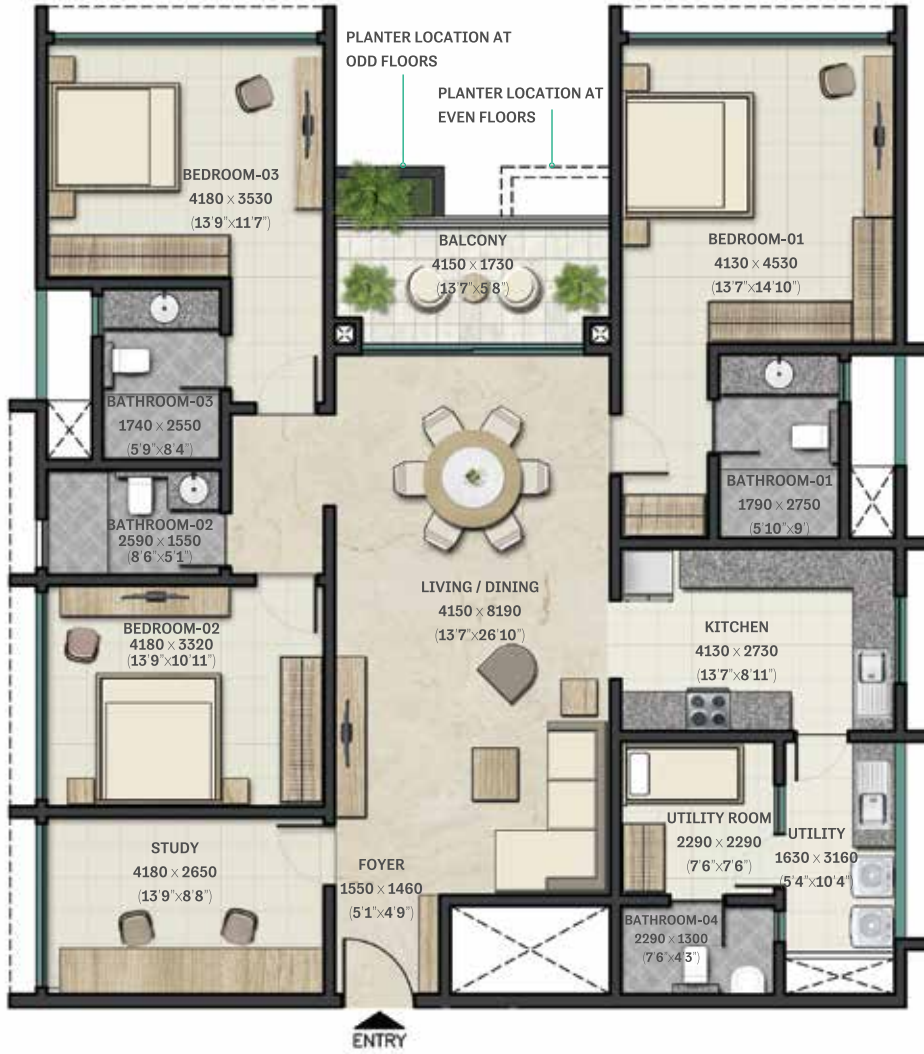 PLANTER LOCATION AT
ODD FLOORS
PLANTER LOCATION AT
EVEN FLOORS
BEDROOM-03
4180 x 3530
(13'9"x11'7")
BALCONY
4150 x 1730
(13'7"x5'8")
BEDROOM-01
4130 x 4530
(13'7"x14'10")
BATHROOM-03
1740 x 2550
(5'9"x8'4")
BATHROOM-01
1790 x 2750
(5'10"x9')
BATHROOM-02
2590 x 1550
(8'6"x5'1")
LIVING / DINING
4150 x 8190
(13'7"x26'10")
BEDROOM-02
4180 x 3320
(13'9"x10'11")
KITCHEN
4130 x 2730
(13'7"x8'11")
STUDY
4180 x 2650
(13'9"x8'8")
FOYER
1550 x 1460
(5'1"x4'9")
UTILITY ROOM
2290 x 2290
(7'6"x7'6")
UTILITY
1630 x 3160
(5'4"x10'4")
BATHROOM-04
2290 x 1300
(7'6"x4'3")
ENTRY